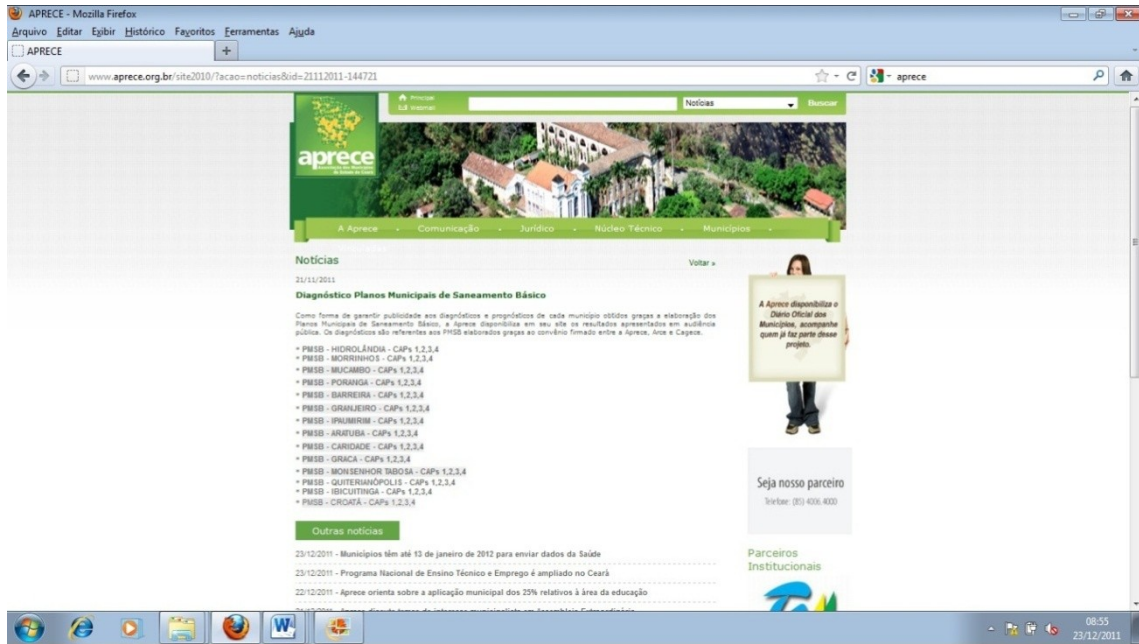 APRECE - Mozilla Firefox
Arquivo Editar Exibir Histórico Favoritos Ferramentas Ajuda
APRECE
www.aprece.org.br/site2010/?acao=noticias&id=21112011-144721
aprece
Principal
Webmail
Notícias
Buscar
aprece
A Aprece • Comunicação • Jurídico • Núcleo Técnico • Municípios •
Notícias
Voltar »
21/11/2011
Diagnóstico Planos Municipais de Saneamento Básico
Como forma de garantir publicidade aos diagnósticos e prognósticos de cada município obtidos graças a elaboração dos
Planos Municipais de Saneamento Básico, a Aprece disponibiliza em seu site os resultados apresentados em audiência
pública. Os diagnósticos são referentes aos PMSB elaborados graças ao convênio firmado entre a Aprece, Arce e Cagece.
* PMSB - HIDROLÂNDIA - CAPs 1,2,3,4
* PMSB - MORRINHOS - CAPs 1,2,3,4
* PMSB - MUCAMBO - CAPs 1,2,3,4
* PMSB - PORANGA - CAPs 1,2,3,4
* PMSB - BARREIRA - CAPs 1,2,3,4
* PMSB - GRANJEIRO - CAPs 1,2,3,4
* PMSB - IPAUMIRIM - CAPs 1,2,3,4
* PMSB - ARATUBA - CAPs 1,2,3,4
* PMSB - CARIDADE - CAPs 1,2,3,4
* PMSB - GRACA - CAPs 1,2,3,4
* PMSB - MONSENHOR TABOSA - CAPs 1,2,3,4
* PMSB - QUITERIANÓPOLIS - CAPs 1,2,3,4
* PMSB - IBICUITINGA - CAPs 1,2,3,4
* PMSB - CROATÁ - CAPs 1,2,3,4
Outras notícias
23/12/2011 - Municípios têm até 13 de janeiro de 2012 para enviar dados da Saúde
23/12/2011 - Programa Nacional de Ensino Técnico e Emprego é ampliado no Ceará
22/12/2011 - Aprece orienta sobre a aplicação municipal dos 25% relativos à área da educação
A Aprece disponibiliza o
Diário Oficial dos
Municípios, acompanhe
quem já faz parte desse
projeto.
Seja nosso parceiro
Telefone: (85) 4006.4000
Parceiros
Institucionais
08:55
23/12/2011